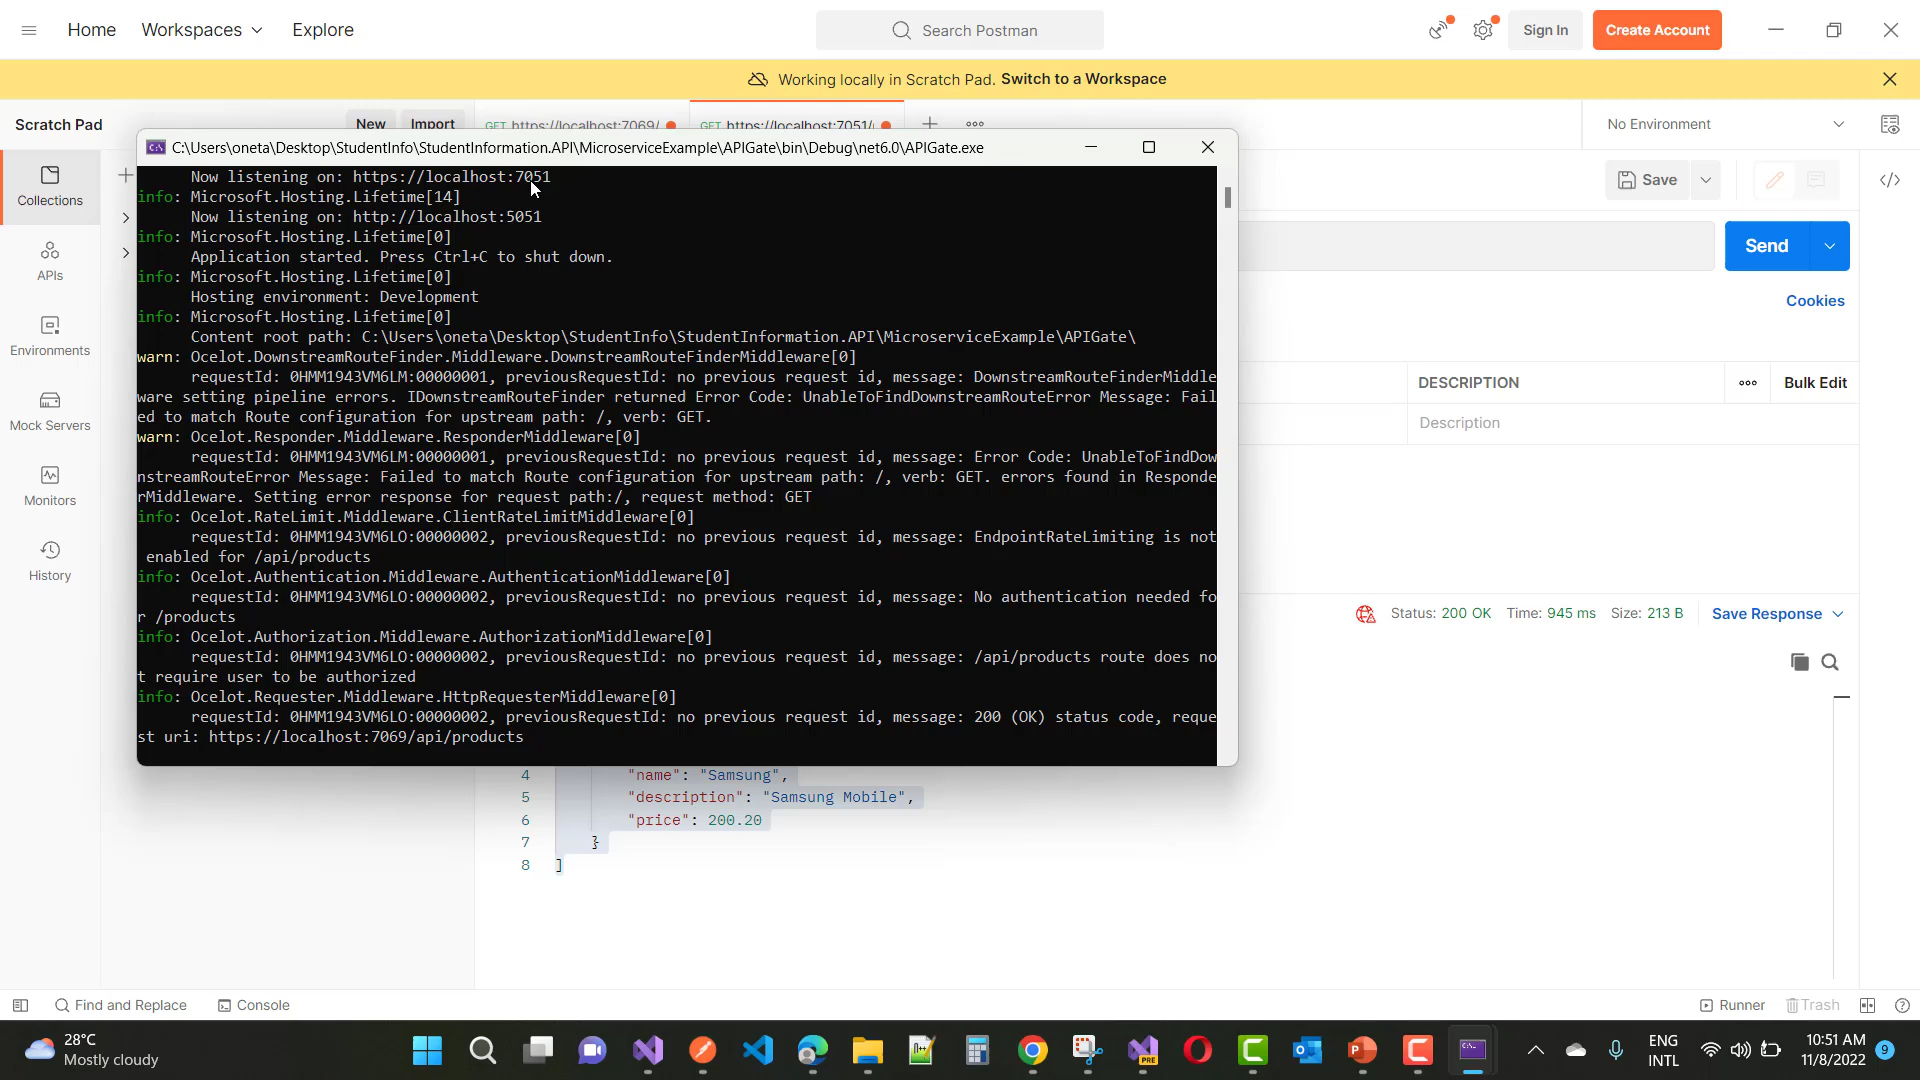 Home
Workspaces
Explore
Search Postman
Sign In
Create Account
Working locally in Scratch Pad. Switch to a Workspace
Scratch Pad
New
Import
GET https://localhost:7069/
GET https://localhost:7051/
No Environment
C:\Users\oneta\Desktop\StudentInfo\StudentInformation.API\MicroserviceExample\APIGate\bin\Debug\net6.0\APIGate.exe
Now listening on: https://localhost:7051
info: Microsoft.Hosting.Lifetime[14]
Now listening on: http://localhost:5051
info: Microsoft.Hosting.Lifetime[0]
Application started. Press Ctrl+C to shut down.
info: Microsoft.Hosting.Lifetime[0]
Hosting environment: Development
info: Microsoft.Hosting.Lifetime[0]
Content root path: C:\Users\oneta\Desktop\StudentInfo\StudentInformation.API\MicroserviceExample\APIGate\
warn: Ocelot.DownstreamRouteFinder.Middleware.DownstreamRouteFinderMiddleware[0]
requestId: 0HMM1943VM6LM:00000001, previousRequestId: no previous request id, message: DownstreamRouteFinderMiddle
ware setting pipeline errors. IDownstreamRouteFinder returned Error Code: UnableToFindDownstreamRouteError Message: Fail
ed to match Route configuration for upstream path: /, verb: GET.
warn: Ocelot.Responder.Middleware.ResponderMiddleware[0]
requestId: 0HMM1943VM6LM:00000001, previousRequestId: no previous request id, message: Error Code: UnableToFindDow
nstreamRouteError Message: Failed to match Route configuration for upstream path: /, verb: GET. errors found in Responde
rMiddleware. Setting error response for request path:/, request method: GET
info: Ocelot.RateLimit.Middleware.ClientRateLimitMiddleware[0]
requestId: 0HMM1943VM6LO:00000002, previousRequestId: no previous request id, message: EndpointRateLimiting is not
enabled for /api/products
info: Ocelot.Authentication.Middleware.AuthenticationMiddleware[0]
requestId: 0HMM1943VM6LO:00000002, previousRequestId: no previous request id, message: No authentication needed fo
r /products
info: Ocelot.Authorization.Middleware.AuthorizationMiddleware[0]
requestId: 0HMM1943VM6LO:00000002, previousRequestId: no previous request id, message: /api/products route does no
t require user to be authorized
info: Ocelot.Requester.Middleware.HttpRequesterMiddleware[0]
requestId: 0HMM1943VM6LO:00000002, previousRequestId: no previous request id, message: 200 (OK) status code, reque
st uri: https://localhost:7069/api/products
Collections
APIs
Environments
Mock Servers
Monitors
History
Save
Send
Cookies
DESCRIPTION
Bulk Edit
Description
Status: 200 OK Time: 945 ms Size: 213 B
Save Response
4 "name": "Samsung",
5 "description": "Samsung Mobile",
6 "price": 200.20
7 }
8 ]
Find and Replace
Console
Runner
Trash
28°C
Mostly cloudy
PRE
ENG
INTL
10:51 AM
11/8/2022
9